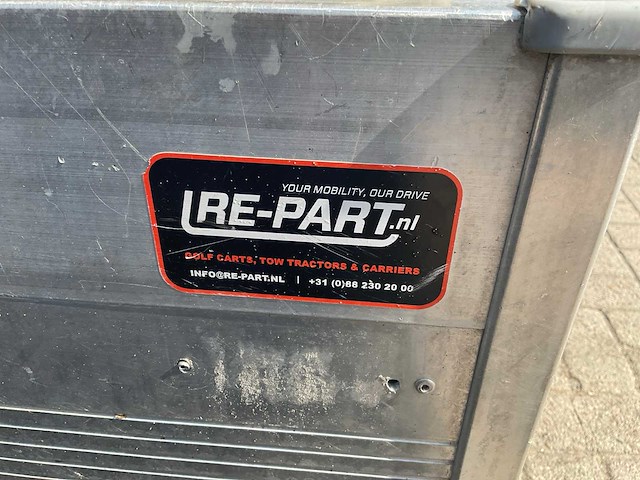 YOUR MOBILITY, OUR DRIVE
RE-PART.nl
GOLF CARTS, TOW TRACTORS & CARRIERS
INFO@RE-PART.NL | +31 (0)88 230 20 00